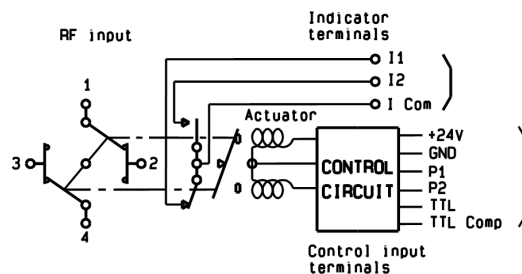 Indicator
terminals
RF input
I1
I2
I Com
1
Actuator
3
2
4
0
0
CONTROL
CIRCUIT
+24V
GND
P1
P2
TTL
TTL Comp
Control input
terminals